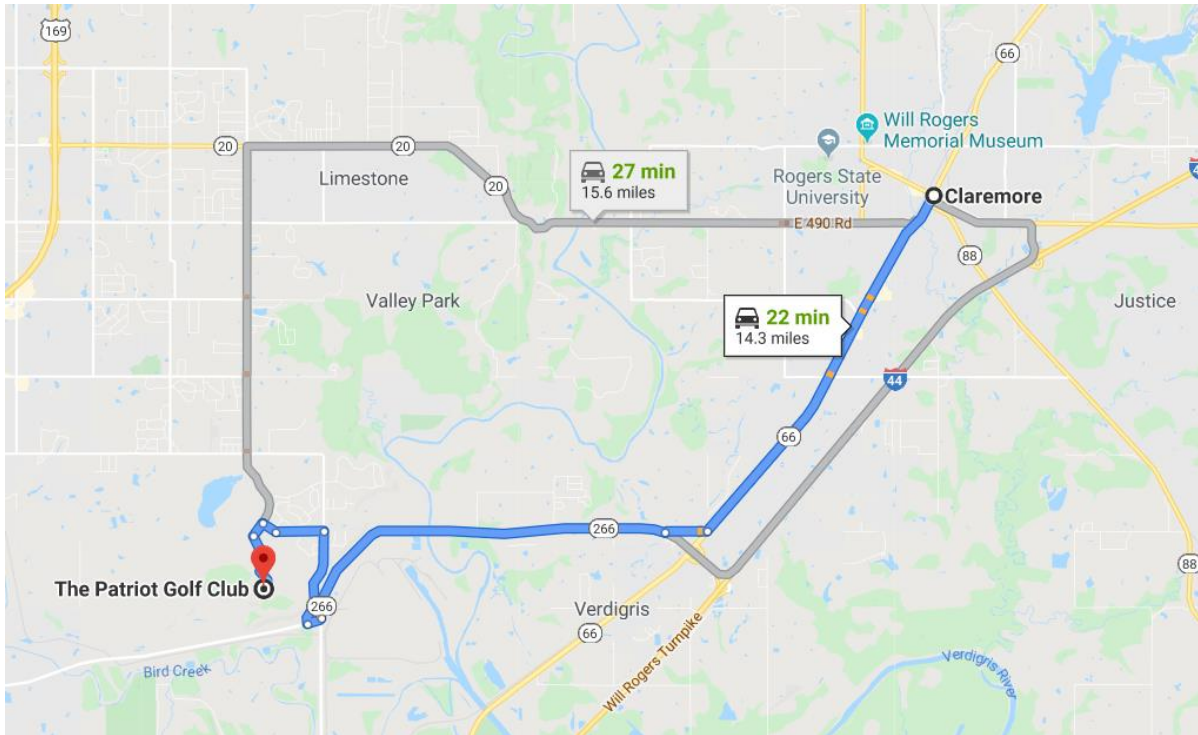 169
66
Will Rogers
Memorial Museum
20
20
Limestone
20
27 min
15.6 miles
Rogers State
University
Claremore
E 490 Rd
88
Valley Park
22 min
14.3 miles
Justice
44
66
266
The Patriot Golf Club
266
Verdigris
66
88
Bird Creek
Will Rogers Turnpike
Verdigris River